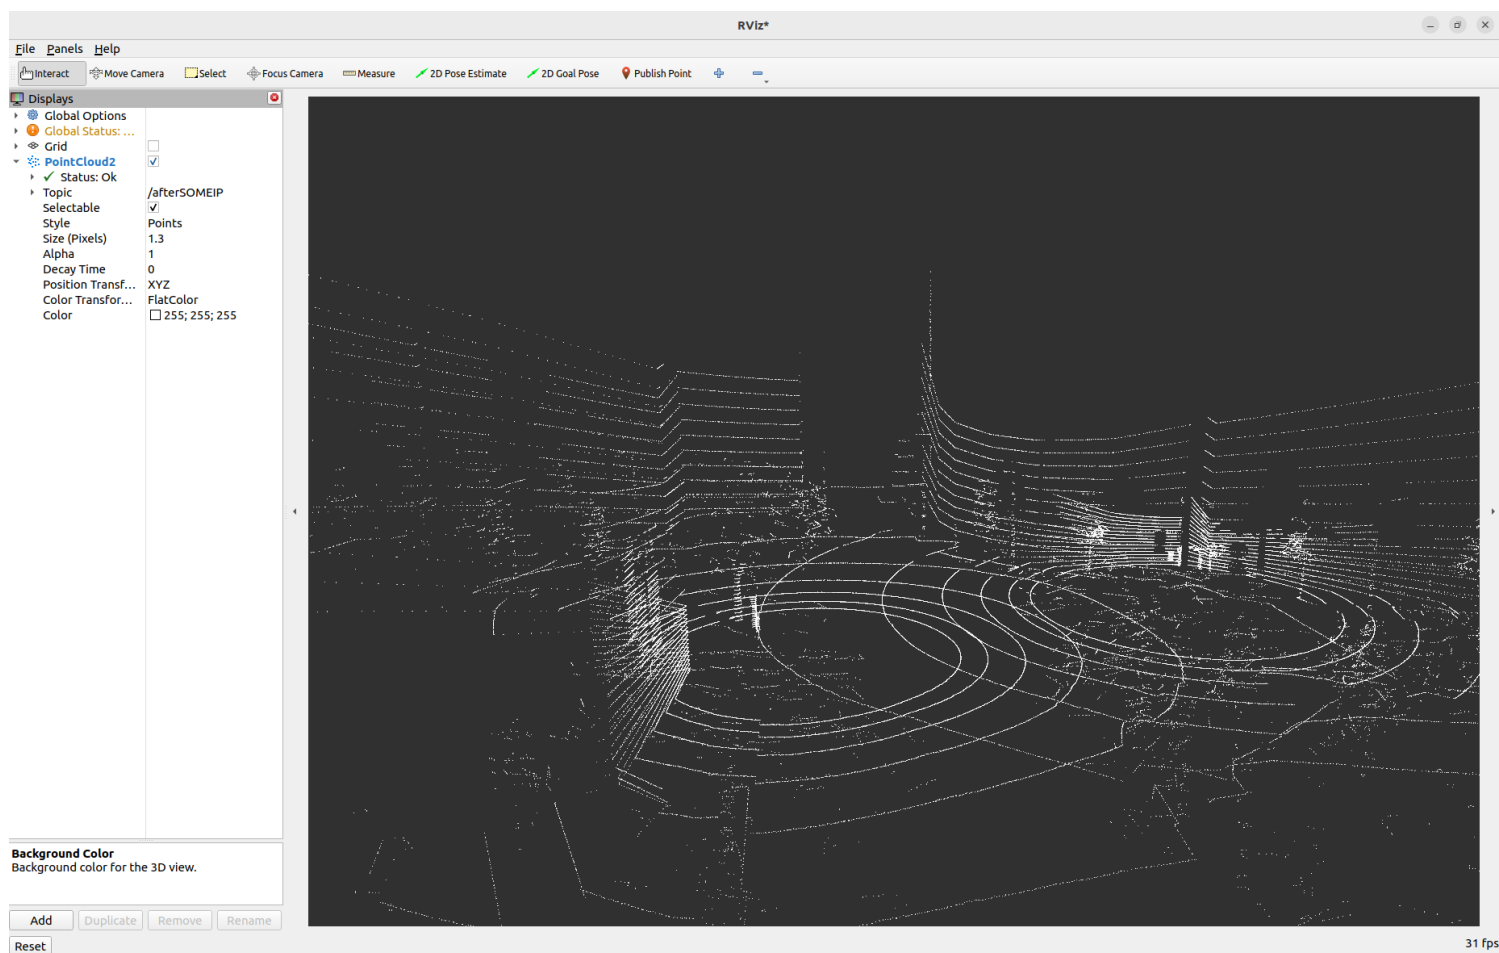 RViz*
File Panels Help
Interact Move Camera Select Focus Camera Measure 2D Pose Estimate 2D Goal Pose Publish Point
Displays
Global Options
Global Status: ...
Grid
PointCloud2
Status: Ok
Topic /afterSOMEIP
Selectable
Style Points
Size (Pixels) 1.3
Alpha 1
Decay Time 0
Position Transf... XYZ
Color Transfor... FlatColor
Color 255; 255; 255
Background Color
Background color for the 3D view.
Add Duplicate Remove Rename
Reset
31 fps